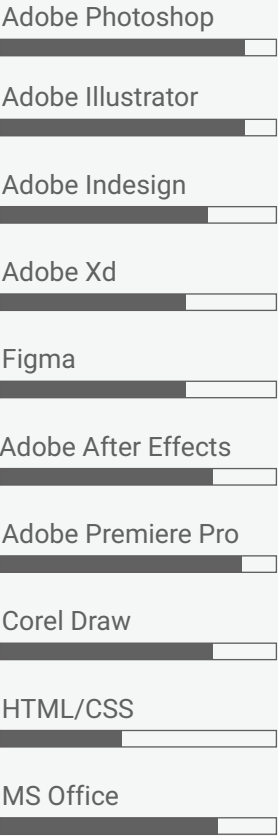 Adobe Photoshop
Adobe Illustrator
Adobe Indesign
Adobe Xd
Figma
Adobe After Effects
Adobe Premiere Pro
Corel Draw
HTML/CSS
MS Office